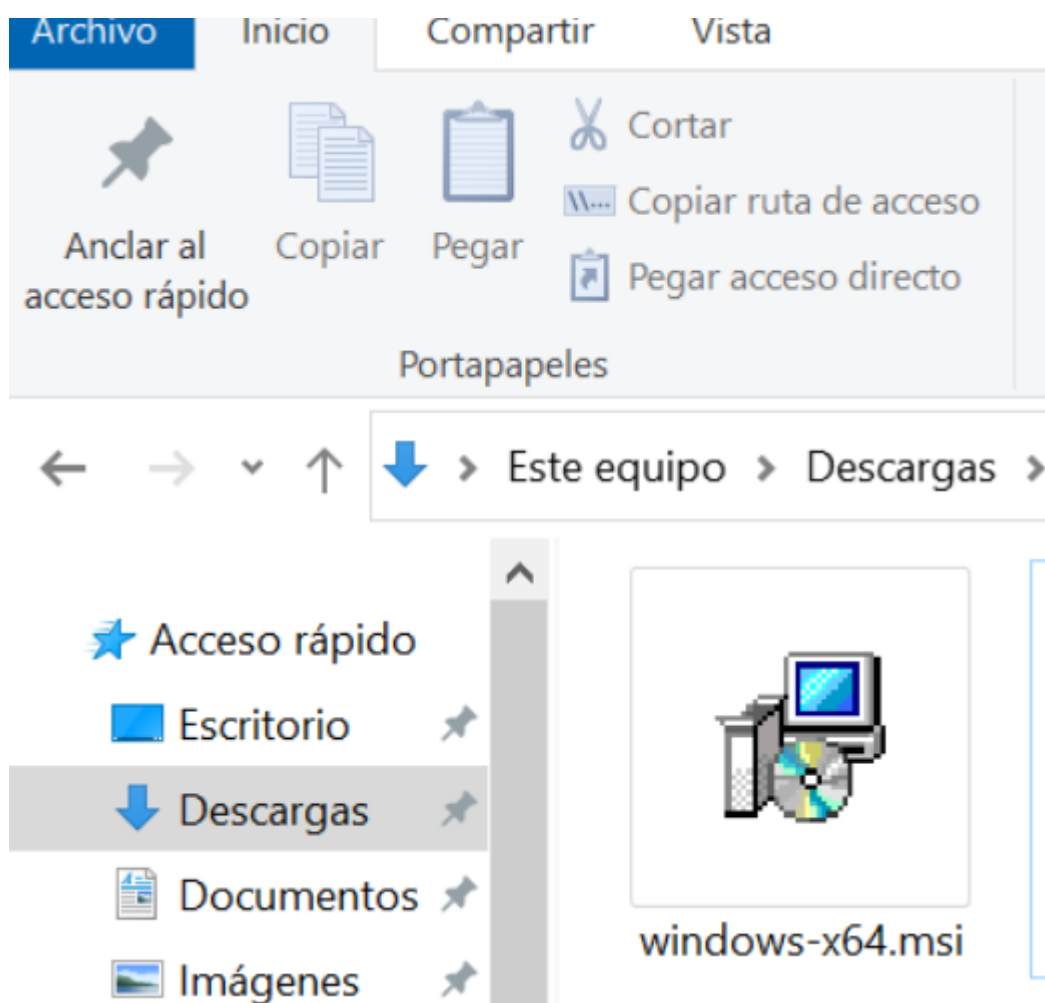 Archivo Inicio Compartir Vista
Anclar al
acceso rápido
Copiar
Pegar
Cortar
Copiar ruta de acceso
Pegar acceso directo
Portapapeles
Este equipo > Descargas >
Acceso rápido
Escritorio
Descargas
Documentos
Imágenes
windows-x64.msi